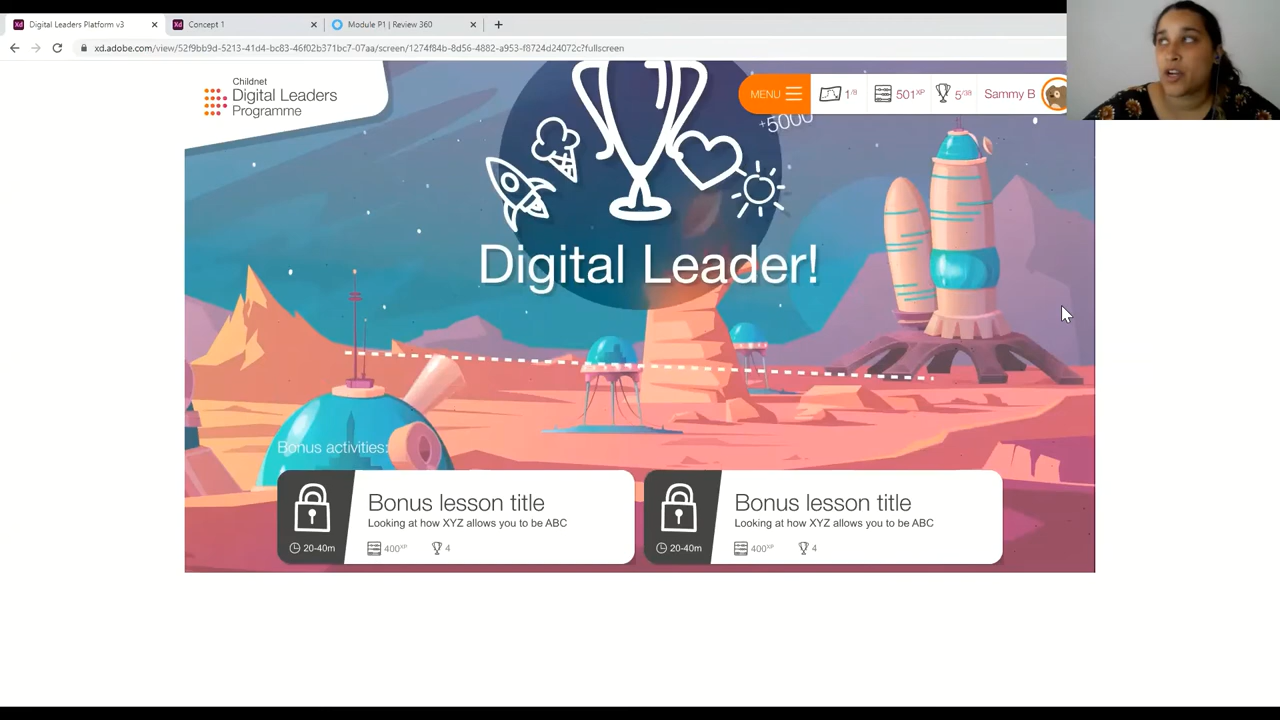 Digital Leaders Platform v3
Concept 1
Module P1 | Review 360
xd.adobe.com/view/52f9bb9d-5213-41d4-bc83-46f02b371bc7-07aa/screen/1274f84b-8d56-4882-a953-f8724d24072c?fullscreen
Childnet
Digital Leaders
Programme
MENU
1/8
501XP
5/38
Sammy B
+5000
Digital Leader!
Bonus activities:
Bonus lesson title
Looking at how XYZ allows you to be ABC
20-40m
400XP
4
Bonus lesson title
Looking at how XYZ allows you to be ABC
20-40m
400XP
4